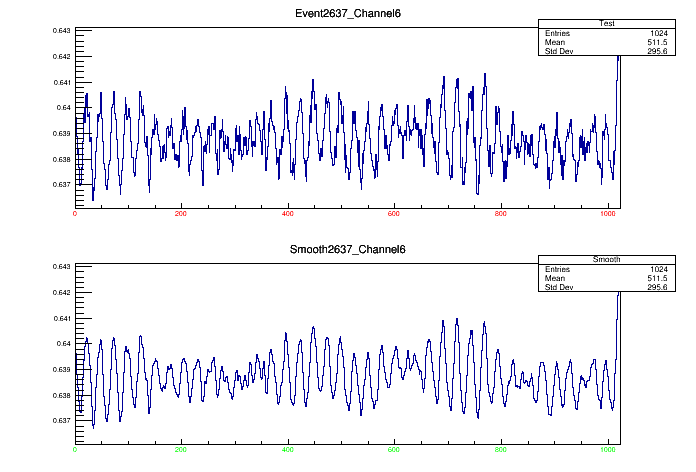 Event2637_Channel6
Test
Entries 1024
Mean 511.5
Std Dev 295.6
0.643
0.642
0.641
0.64
0.639
0.638
0.637
0 200 400 600 800 1000
Smooth2637_Channel6
Smooth
Entries 1024
Mean 511.5
Std Dev 295.6
0.643
0.642
0.641
0.64
0.639
0.638
0.637
0 200 400 600 800 1000